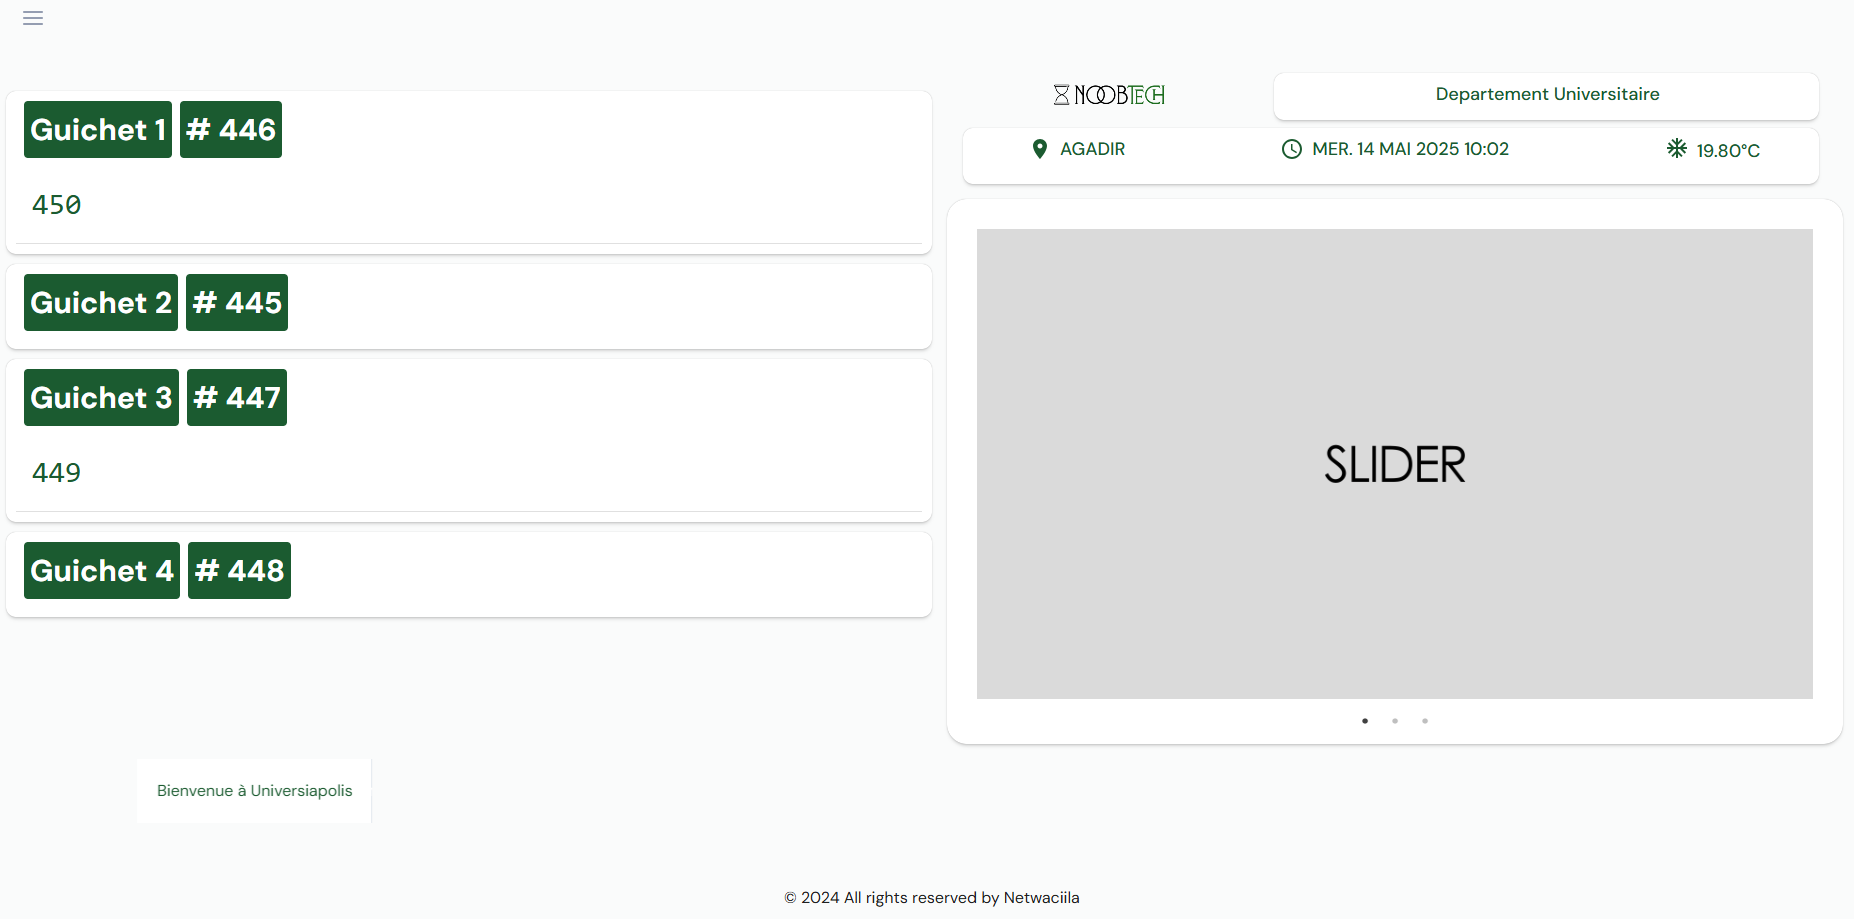 Guichet 1 # 446
450
Guichet 2 # 445
Guichet 3 # 447
449
Guichet 4 # 448
NOOBTECH
Departement Universitaire
AGADIR
MER. 14 MAI 2025 10:02
19.80°C
SLIDER
Bienvenue à Universiapolis
© 2024 All rights reserved by Netwaciila